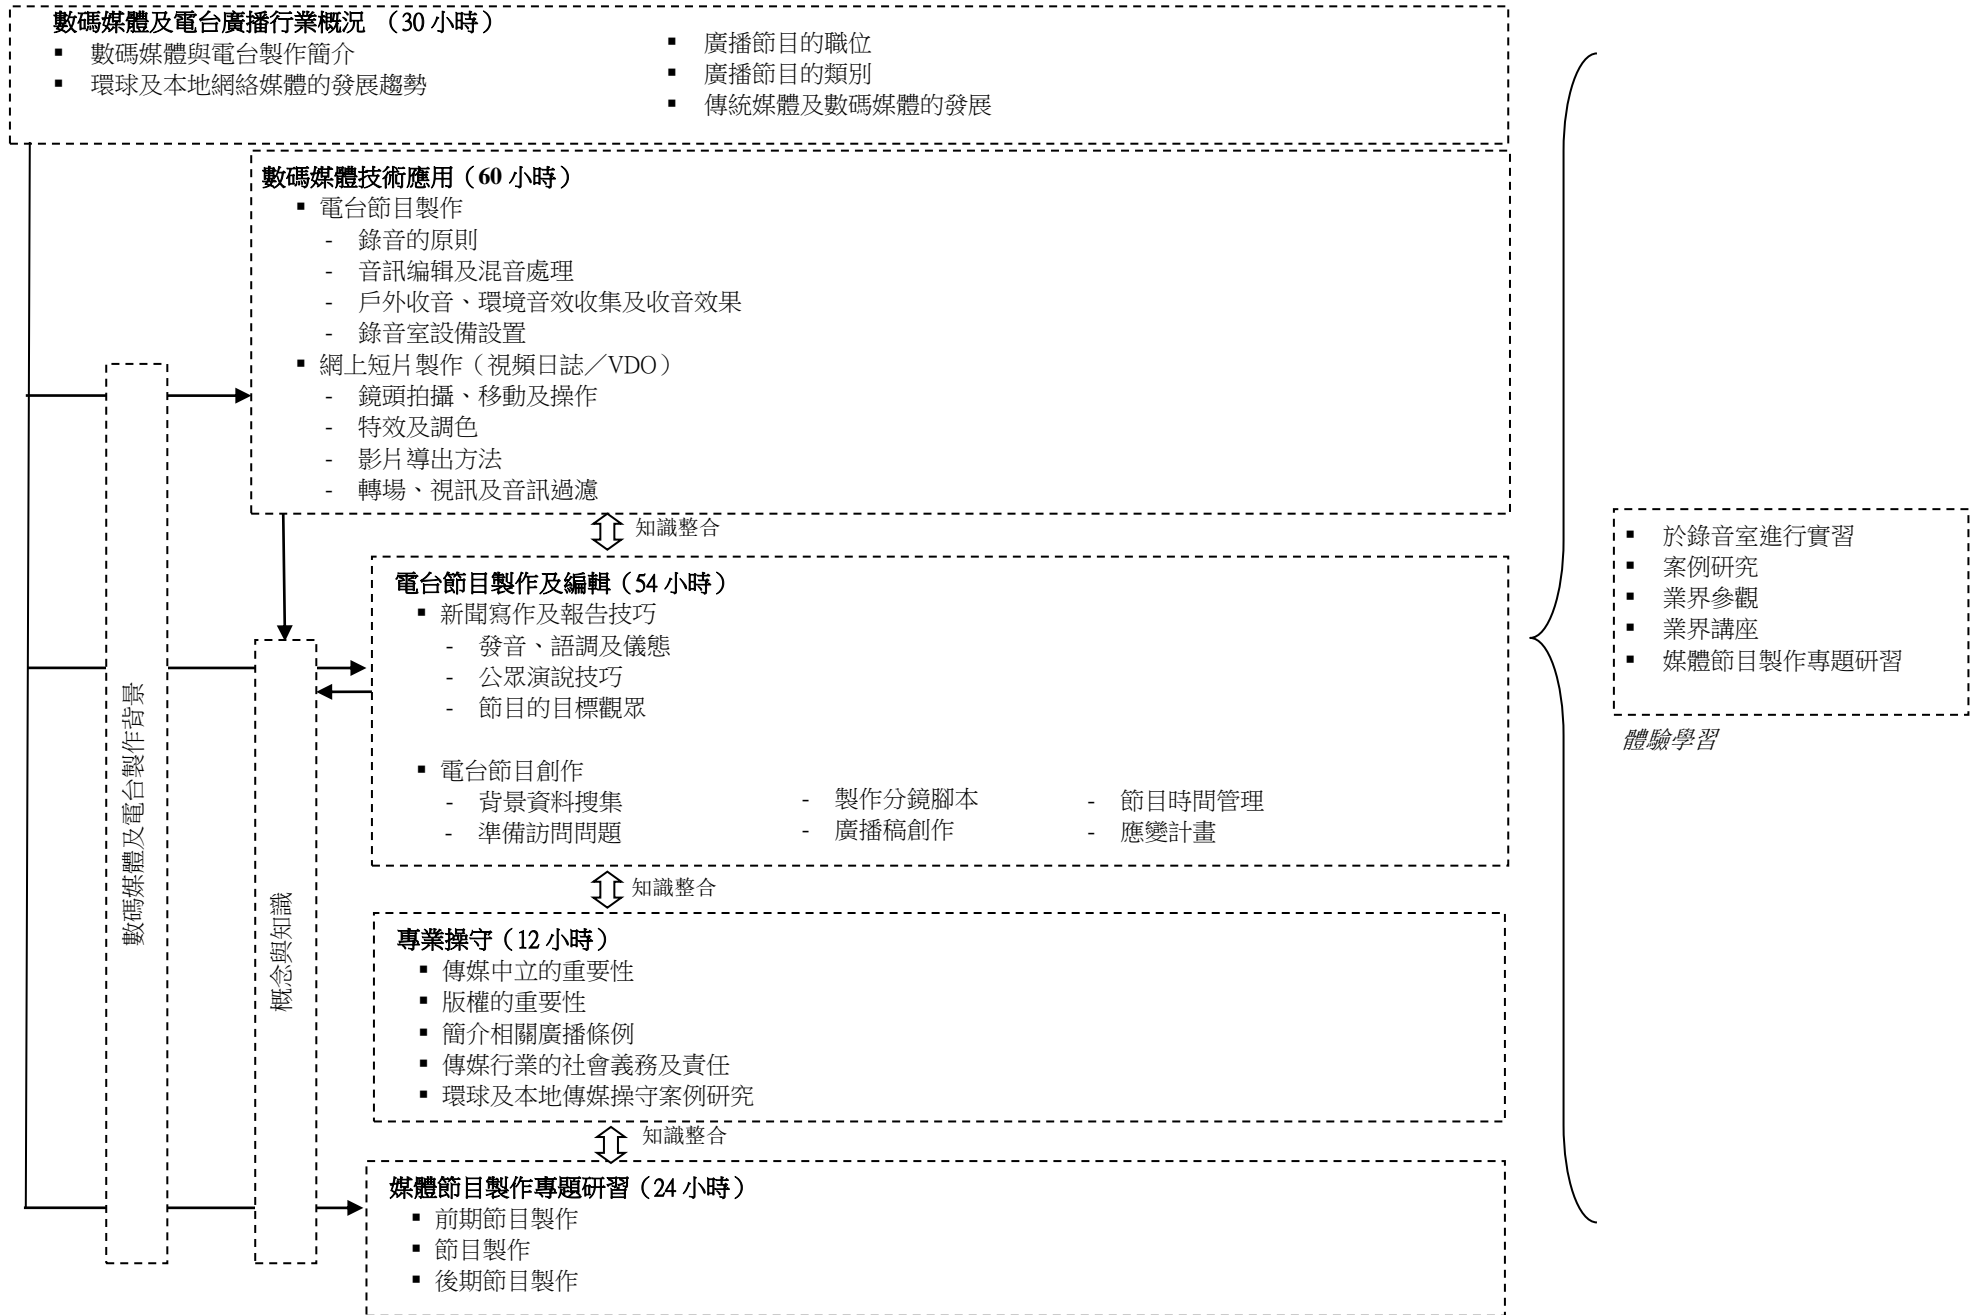 數碼媒體及電台廣播行業概況 （30 小時）
▪ 數碼媒體與電台製作簡介
▪ 環球及本地網絡媒體的發展趨勢
▪ 廣播節目的職位
▪ 廣播節目的類別
▪ 傳統媒體及數碼媒體的發展
數碼媒體技術應用（60 小時）
▪ 電台節目製作
- 錄音的原則
- 音訊编辑及混音處理
- 戶外收音、環境音效收集及收音效果
- 錄音室設備設置
▪ 網上短片製作（視頻日誌／VDO）
- 鏡頭拍攝、移動及操作
- 特效及調色
- 影片導出方法
- 轉場、視訊及音訊過濾
知識整合
電台節目製作及編輯（54 小時）
▪ 新聞寫作及報告技巧
- 發音、語調及儀態
- 公眾演說技巧
- 節目的目標觀眾
▪ 電台節目創作
- 背景資料搜集
- 準備訪問問題
- 製作分鏡腳本
- 廣播稿創作
- 節目時間管理
- 應變計畫
知識整合
專業操守（12 小時）
▪ 傳媒中立的重要性
▪ 版權的重要性
▪ 簡介相關廣播條例
▪ 傳媒行業的社會義務及責任
▪ 環球及本地傳媒操守案例研究
知識整合
媒體節目製作專題研習（24 小時）
▪ 前期節目製作
▪ 節目製作
▪ 後期節目製作
數碼媒體及電台製作背景
概念與知識
▪ 於錄音室進行實習
▪ 案例研究
▪ 業界參觀
▪ 業界講座
▪ 媒體節目製作專題研習
體驗學習